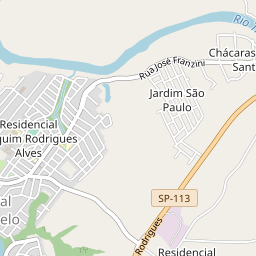 Rio
Rua José Franzini
Chácaras
Sant
Jardim São
Paulo
Residencial
quim Rodrigues
Alves
SP-113
al
elo
Rodrigues
Residencial